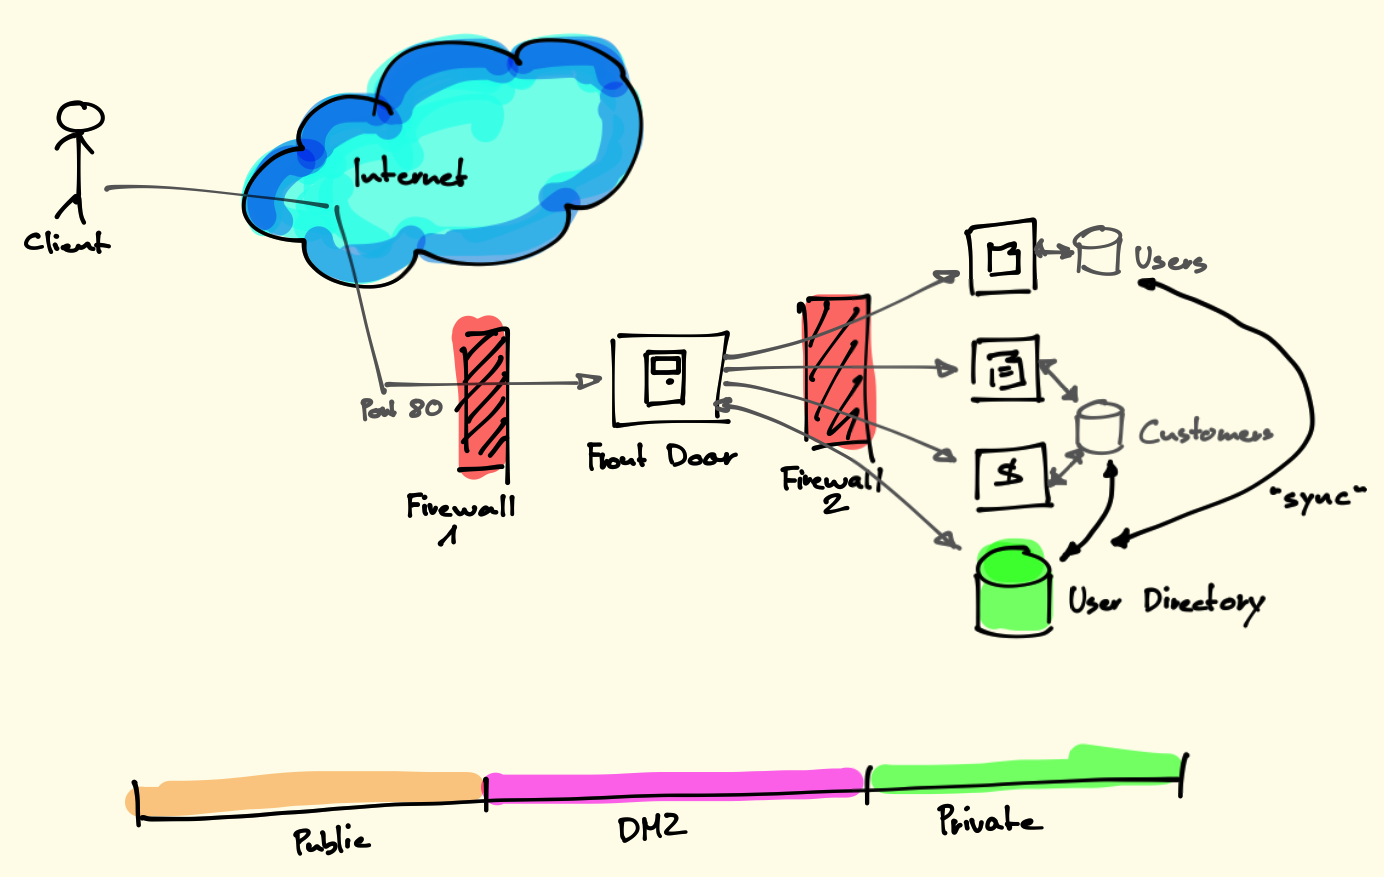 Internet
Client
Users
Port 80
Customers
Front Door
Firewall
1
Firewall
2
$
"sync"
User Directory
Public
DMZ
Private